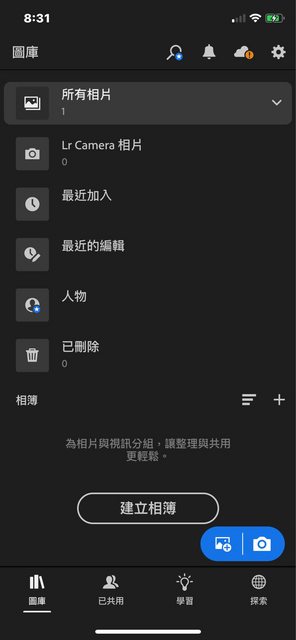 8:31
圖庫
所有相片
1
Lr Camera 相片
0
最近加入
最近的編輯
人物
已刪除
0
相簿
為相片與視訊分組，讓整理與共用
更輕鬆。
建立相簿
圖庫
已共用
學習
探索